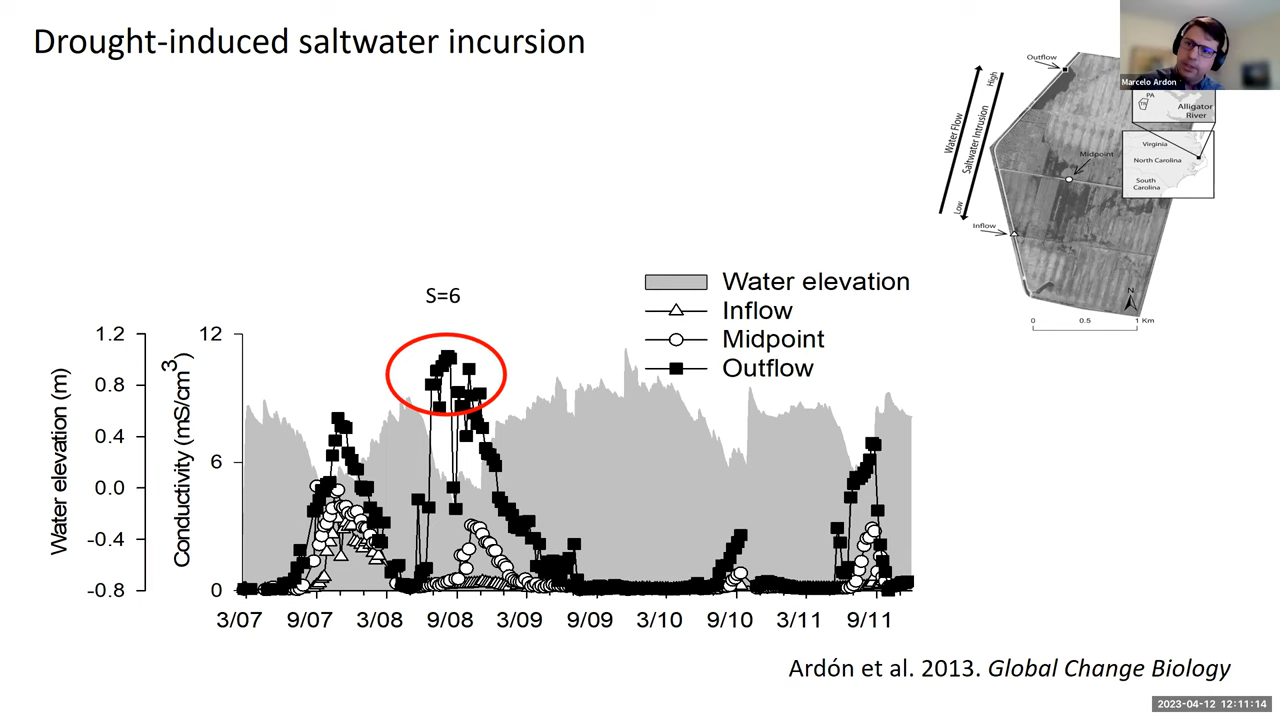 Drought-induced saltwater incursion
Marcelo Ardon
Outflow
High
Water Flow
Saltwater Intrusion
Low
Midpoint
Inflow
PA
Alligator
River
Virginia
North Carolina
South
Carolina
N
0 0.5 1 Km
S=6
Water elevation
Inflow
Midpoint
Outflow
Water elevation (m)
1.2
0.8
0.4
0.0
-0.4
-0.8
Conductivity (mS/cm3)
12
6
0
3/07 9/07 3/08 9/08 3/09 9/09 3/10 9/10 3/11 9/11
Ardón et al. 2013. Global Change Biology
2023-04-12 12:11:14